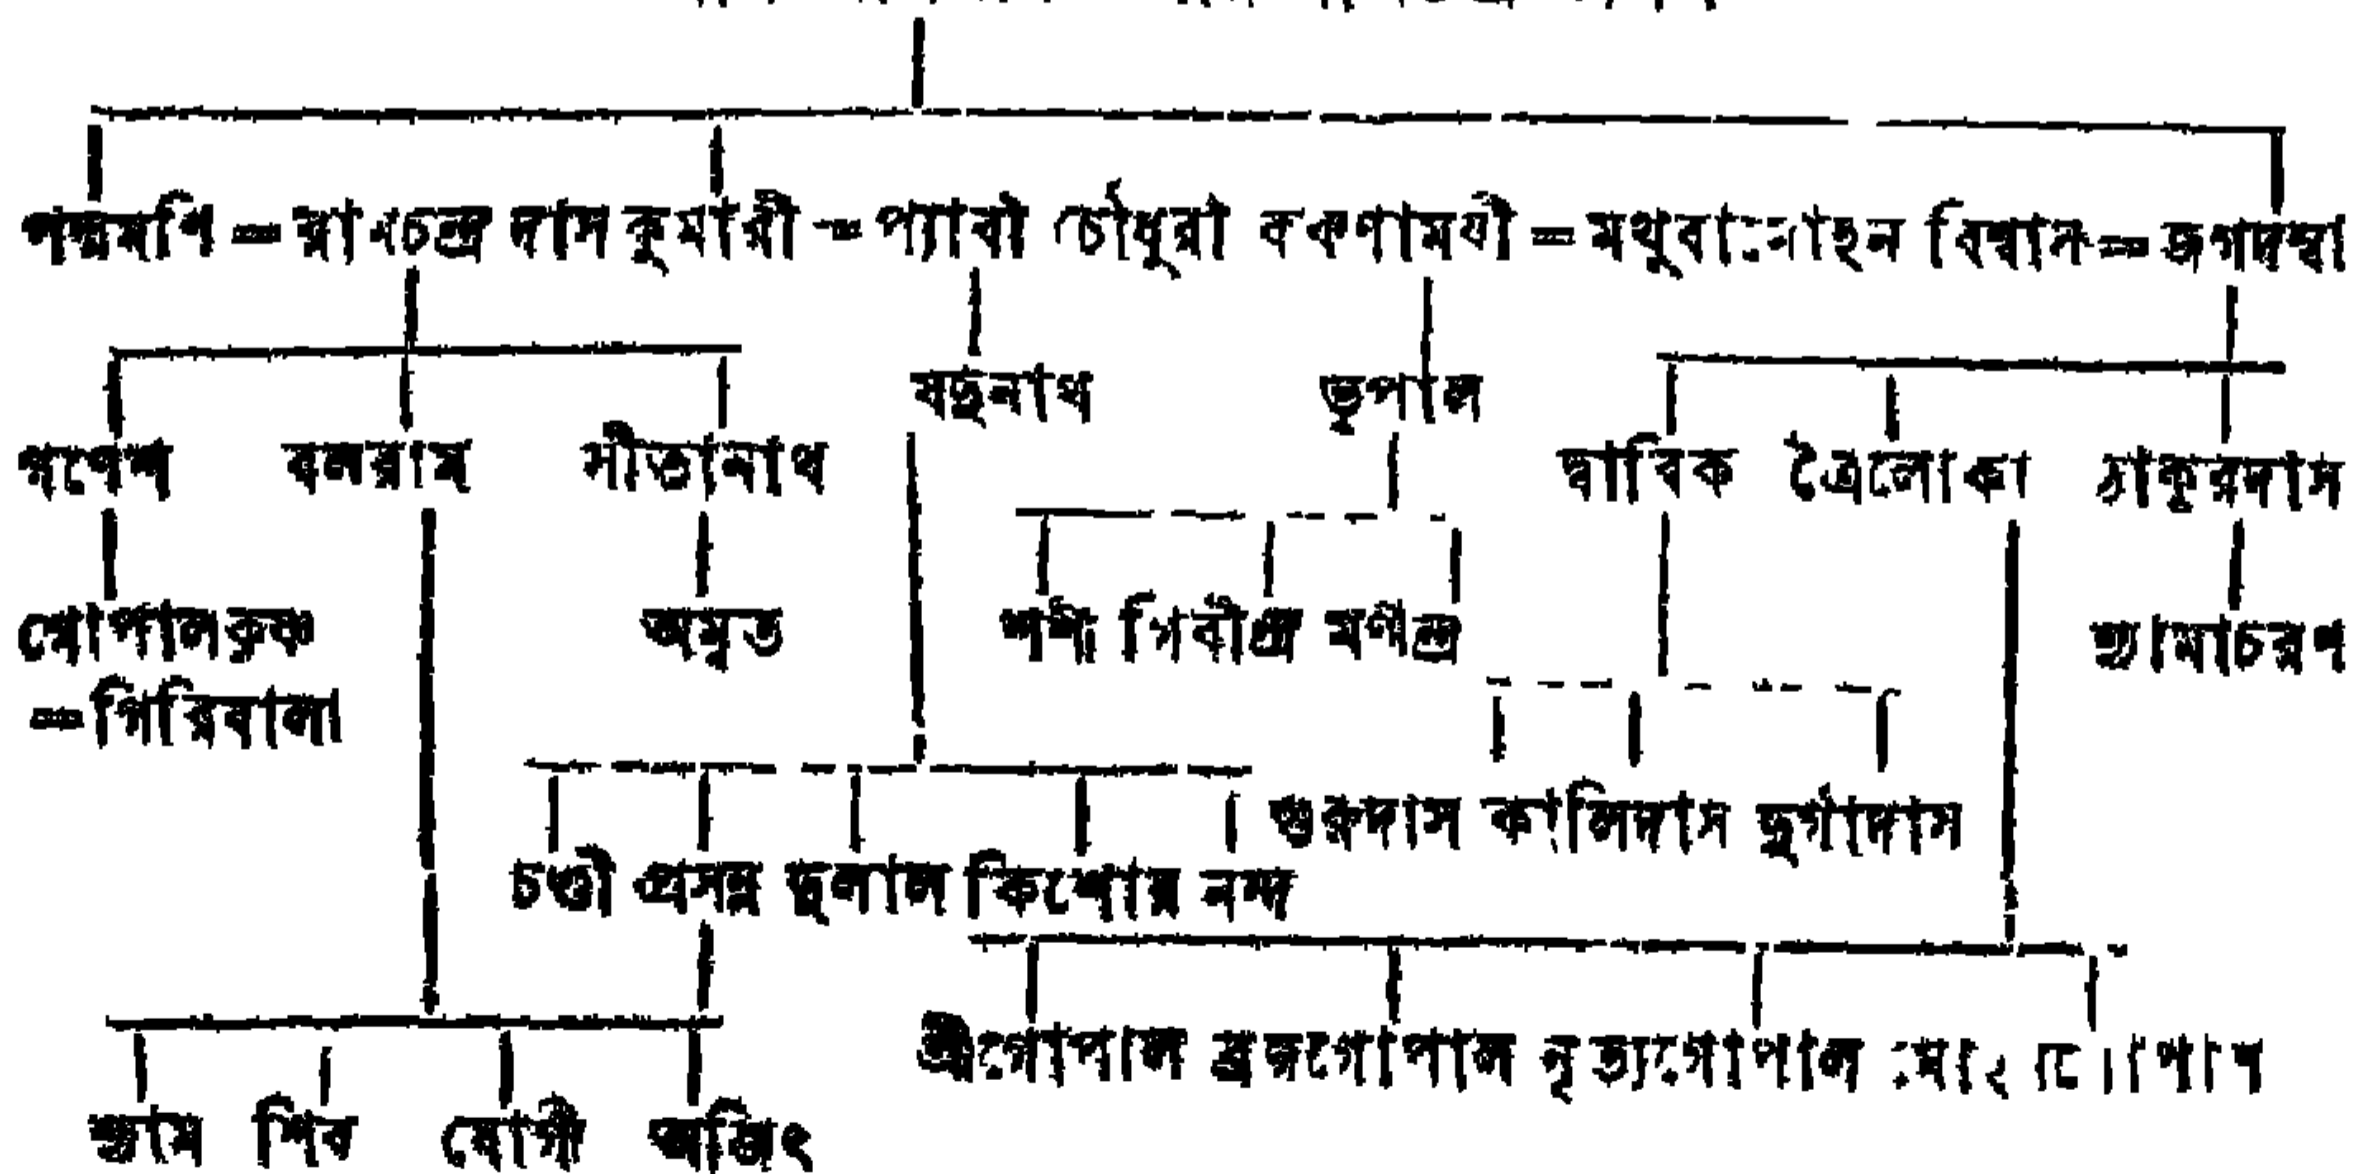 পদ্মমণি = রামচন্দ্র দাস কুমারী = প্যারী চৌধুরী করুণাময়ী = মথুরামোহন বিশ্বাস = জগদম্বা
যদুনাথ ভূপাল
গণেশ বলরাম সীতানাথ দ্বারিক ত্রৈলোক্য ঠাকুরদাস
গোপালকৃষ্ণ অমৃত শশী গিরীন্দ্র মণীন্দ্র শ্যামাচরণ
= গিরিবালা
গুরুদাস কালিদাস দুর্গাদাস
চণ্ডী প্রসন্ন দুলাল কিশোর নন্দ
শ্রীগোপাল ব্রজগোপাল নৃত্যগোপাল
শ্যাম শিব যোগী অজিৎ